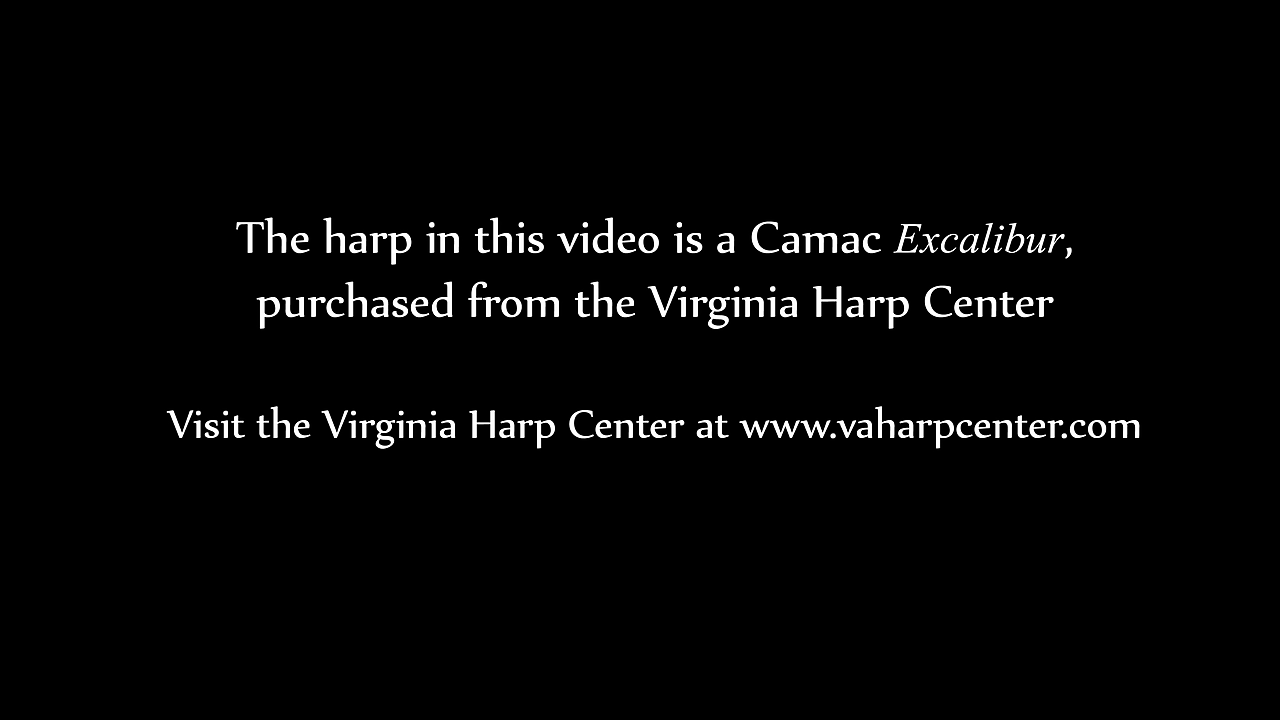 The harp in this video is a Camac Excalibur,
purchased from the Virginia Harp Center
Visit the Virginia Harp Center at www.vaharpcenter.com